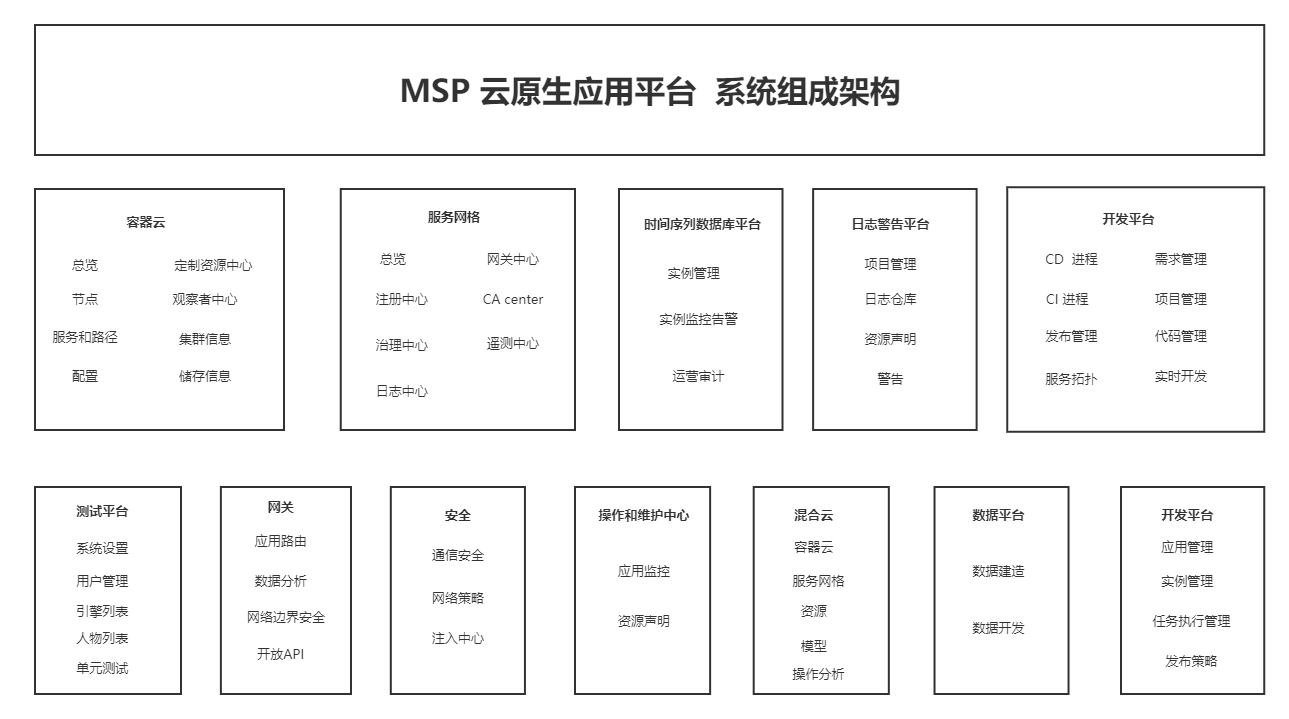 MSP 云原生应用平台 系统组成架构
容器云
总览
定制资源中心
节点
观察者中心
服务和路径
集群信息
配置
储存信息
服务网格
总览
网关中心
注册中心
CA center
治理中心
遥测中心
日志中心
时间序列数据库平台
实例管理
实例监控告警
运营审计
日志警告平台
项目管理
日志仓库
资源声明
警告
开发平台
CD 进程
需求管理
CI 进程
项目管理
发布管理
代码管理
服务拓扑
实时开发
测试平台
系统设置
用户管理
引擎列表
人物列表
单元测试
网关
应用路由
数据分析
网络边界安全
开放API
安全
通信安全
网络策略
注入中心
操作和维护中心
应用监控
资源声明
混合云
容器云
服务网格
资源
模型
操作分析
数据平台
数据建造
数据开发
开发平台
应用管理
实例管理
任务执行管理
发布策略